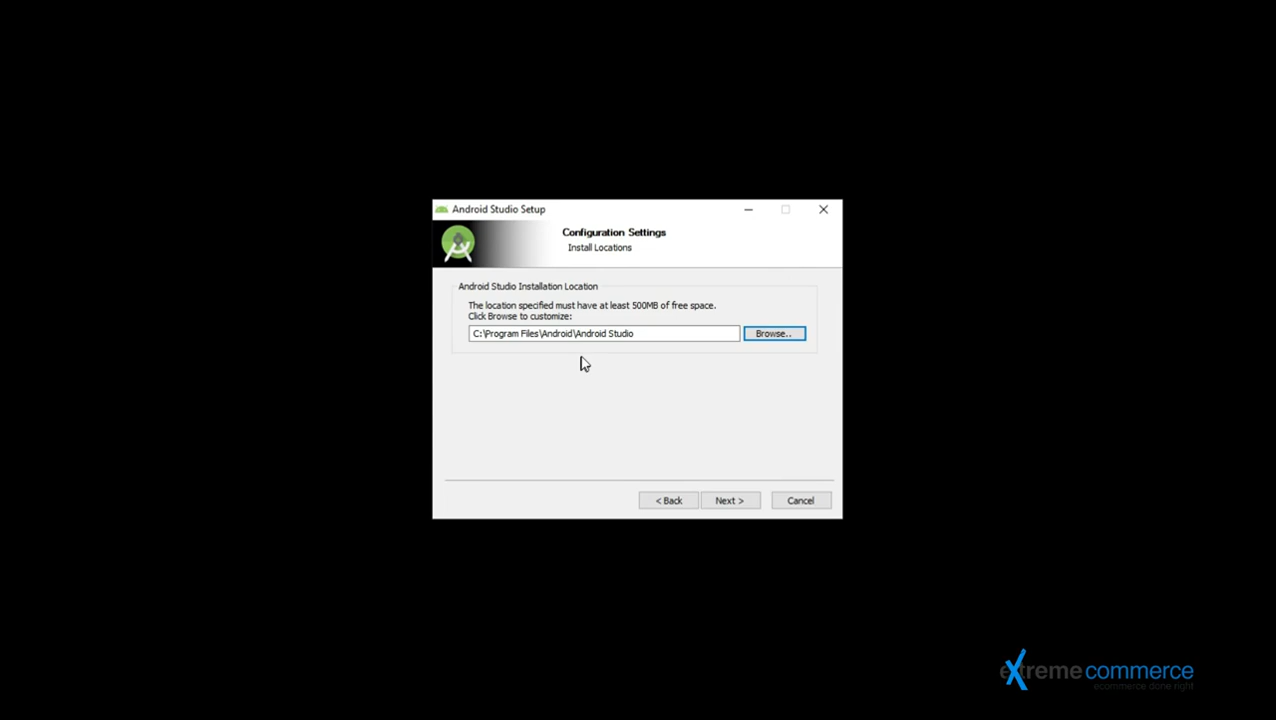 Android Studio Setup
Configuration Settings
Install Locations
Android Studio Installation Location
The location specified must have at least 500MB of free space.
Click Browse to customize:
C:\Program Files\Android\Android Studio
Browse..
< Back
Next >
Cancel
extreme commerce
ecommerce done right